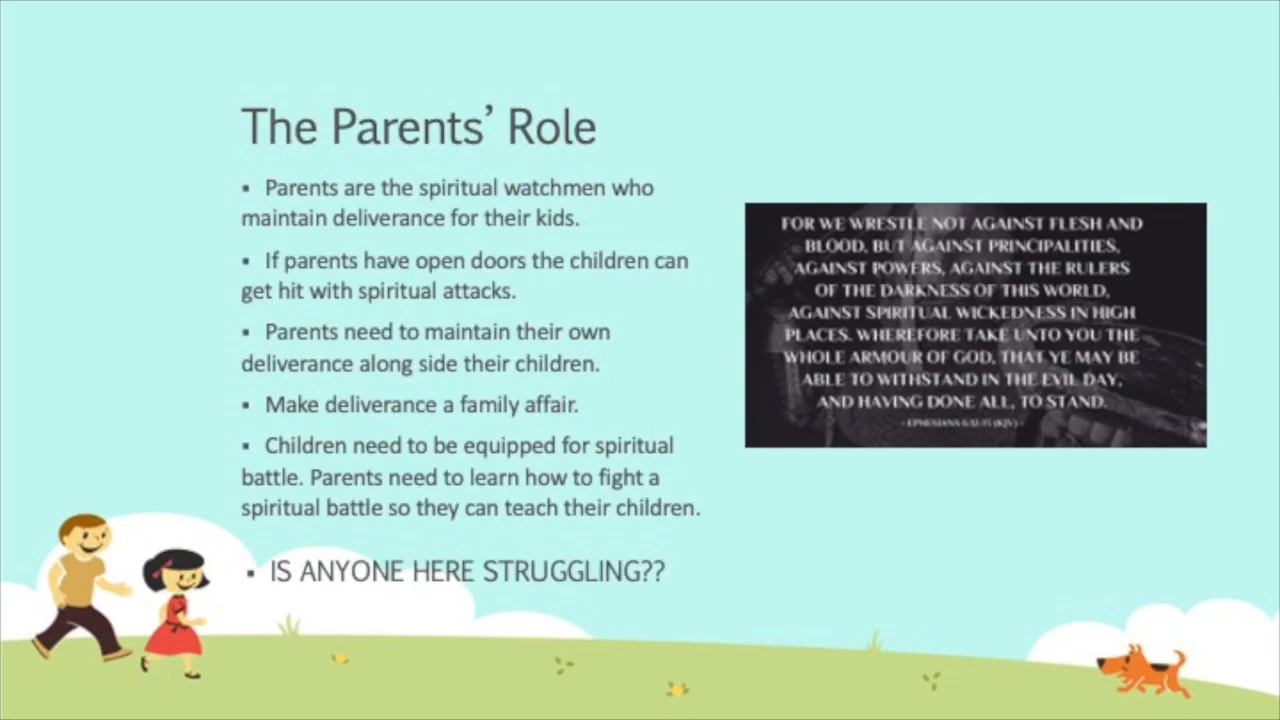 The Parents’ Role
▪ Parents are the spiritual watchmen who
maintain deliverance for their kids.
▪ If parents have open doors the children can
get hit with spiritual attacks.
▪ Parents need to maintain their own
deliverance along side their children.
▪ Make deliverance a family affair.
▪ Children need to be equipped for spiritual
battle. Parents need to learn how to fight a
spiritual battle so they can teach their children.
▪ IS ANYONE HERE STRUGGLING??
FOR WE WRESTLE NOT AGAINST FLESH AND
BLOOD, BUT AGAINST PRINCIPALITIES,
AGAINST POWERS, AGAINST THE RULERS
OF THE DARKNESS OF THIS WORLD,
AGAINST SPIRITUAL WICKEDNESS IN HIGH
PLACES. WHEREFORE TAKE UNTO YOU THE
WHOLE ARMOUR OF GOD, THAT YE MAY BE
ABLE TO WITHSTAND IN THE EVIL DAY,
AND HAVING DONE ALL, TO STAND.
- EPHESIANS (KJV) -